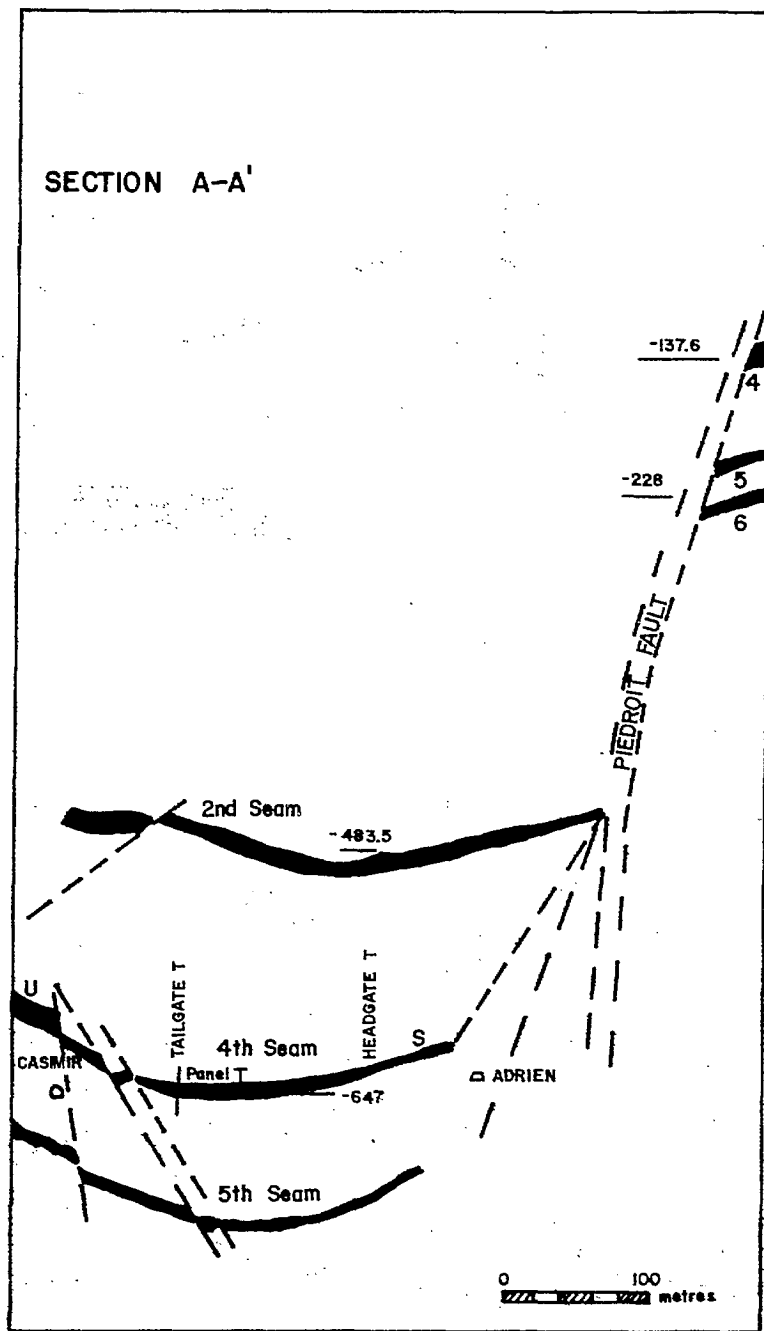 SECTION A-A'
-137.6
4
5
-228
6
PIEDROIT FAULT
2nd Seam
-483.5
U
TAILGATE T
HEADGATE T
S
4th Seam
CASIMIR
Panel T
ADRIEN
-647
5th Seam
0 100
metres